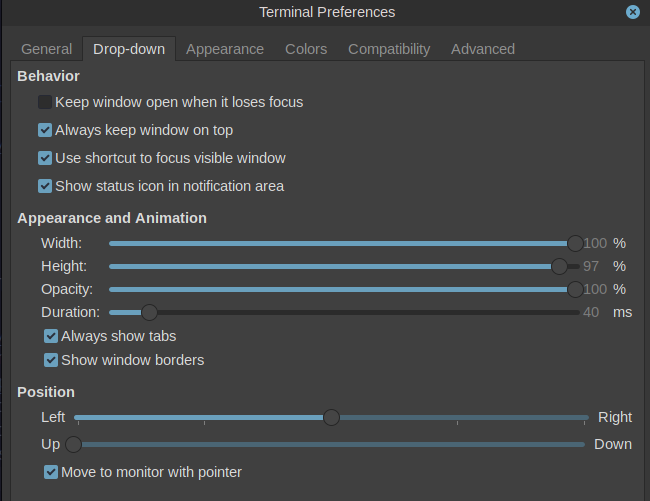 Terminal Preferences
General Drop-down Appearance Colors Compatibility Advanced
Behavior
Keep window open when it loses focus
Always keep window on top
Use shortcut to focus visible window
Show status icon in notification area
Appearance and Animation
Width: 100 %
Height: 97 %
Opacity: 100 %
Duration: 40 ms
Always show tabs
Show window borders
Position
Left Right
Up Down
Move to monitor with pointer